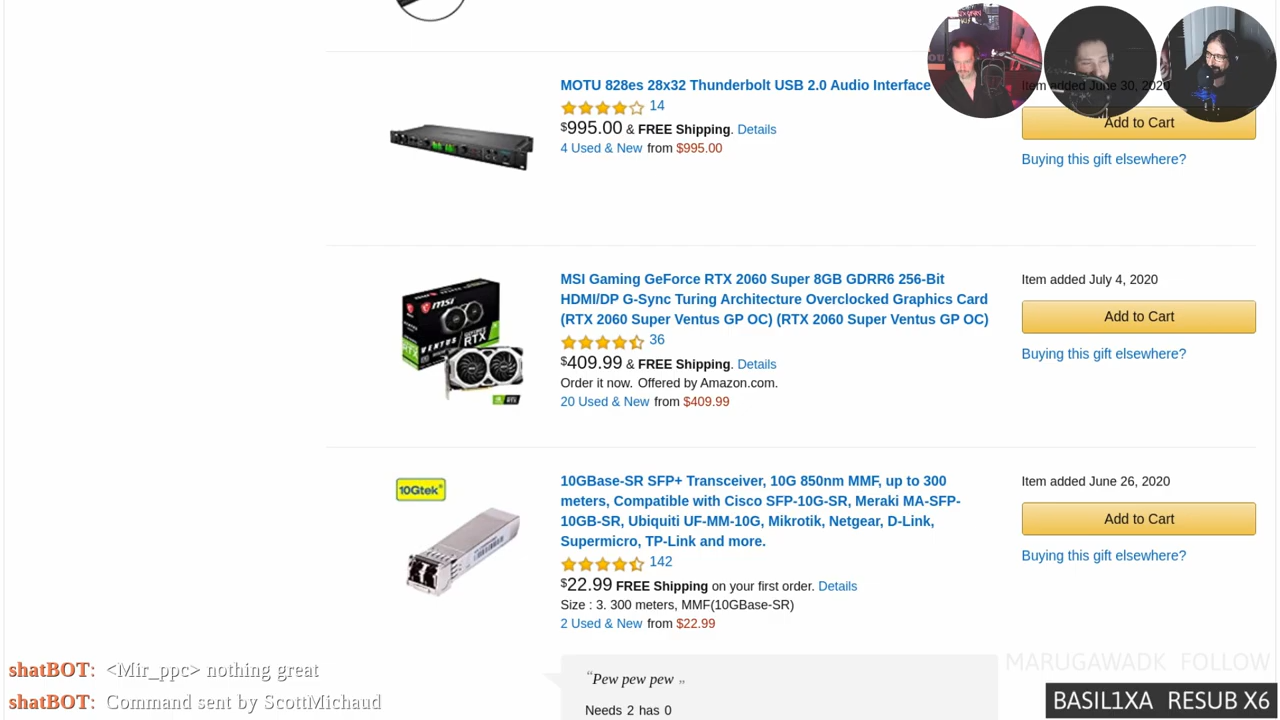 MOTU 828es 28x32 Thunderbolt USB 2.0 Audio Interface
14
$995.00 & FREE Shipping. Details
4 Used & New from $995.00
Item added June 30, 2020
Add to Cart
Buying this gift elsewhere?
MSI Gaming GeForce RTX 2060 Super 8GB GDRR6 256-Bit
HDMI/DP G-Sync Turing Architecture Overclocked Graphics Card
(RTX 2060 Super Ventus GP OC) (RTX 2060 Super Ventus GP OC)
36
$409.99 & FREE Shipping. Details
Order it now. Offered by Amazon.com.
20 Used & New from $409.99
Item added July 4, 2020
Add to Cart
Buying this gift elsewhere?
msi
VENTUS
RTX
10Gtek
10GBase-SR SFP+ Transceiver, 10G 850nm MMF, up to 300
meters, Compatible with Cisco SFP-10G-SR, Meraki MA-SFP-
10GB-SR, Ubiquiti UF-MM-10G, Mikrotik, Netgear, D-Link,
Supermicro, TP-Link and more.
142
$22.99 FREE Shipping on your first order. Details
Size : 3. 300 meters, MMF(10GBase-SR)
2 Used & New from $22.99
Item added June 26, 2020
Add to Cart
Buying this gift elsewhere?
“Pew pew pew „
Needs 2 has 0
shatBOT: <Mir_ppc> nothing great
shatBOT: Command sent by ScottMichaud
MARUGAWADK FOLLOW
BASIL1XA RESUB X6